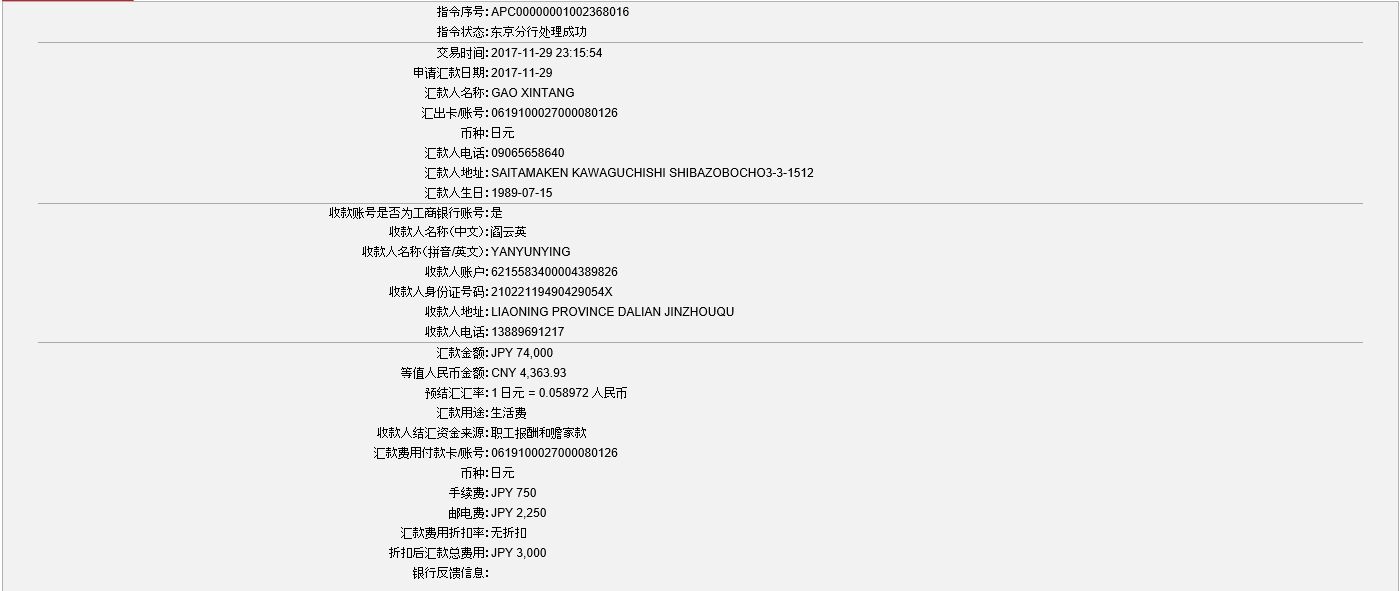 指令序号: APC00000001002368016
指令状态: 东京分行处理成功
交易时间: 2017-11-29 23:15:54
申请汇款日期: 2017-11-29
汇款人名称: GAO XINTANG
汇出卡/账号: 0619100027000080126
币种: 日元
汇款人电话: 09065658640
汇款人地址: SAITAMAKEN KAWAGUCHISHI SHIBAZOBOCHO3-3-1512
汇款人生日: 1989-07-15
收款账号是否为工商银行账号: 是
收款人名称(中文): 阎云英
收款人名称(拼音/英文): YANYUNYING
收款人账户: 6215583400004389826
收款人身份证号码: 21022119490429054X
收款人地址: LIAONING PROVINCE DALIAN JINZHOUQU
收款人电话: 13889691217
汇款金额: JPY 74,000
等值人民币金额: CNY 4,363.93
预结汇汇率: 1 日元 = 0.058972 人民币
汇款用途: 生活费
收款人结汇资金来源: 职工报酬和赡家款
汇款费用付款卡/账号: 0619100027000080126
币种: 日元
手续费: JPY 750
邮电费: JPY 2,250
汇款费用折扣率: 无折扣
折扣后汇款总费用: JPY 3,000
银行反馈信息: